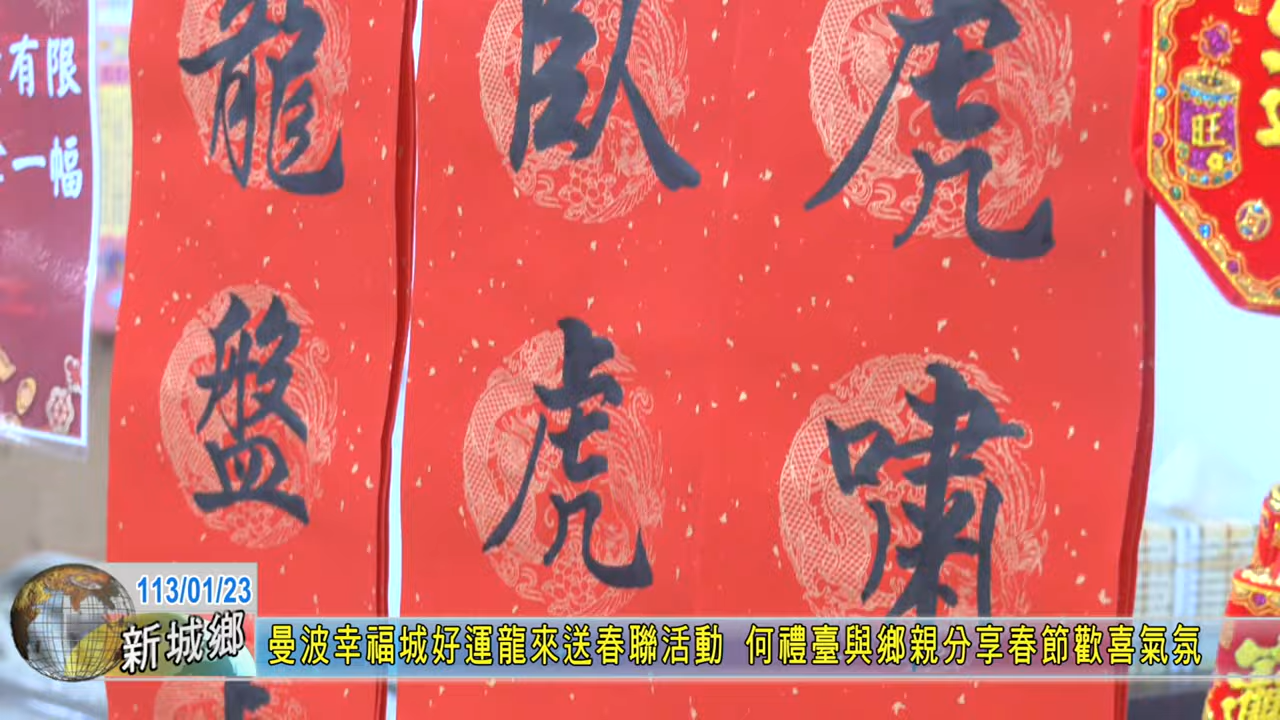 有限
一幅
龍
盤
臥
虎
虎
嘯
旺
113/01/23
新城鄉
曼波幸福城好運龍來送春聯活動 何禮臺與鄉親分享春節歡喜氣氛